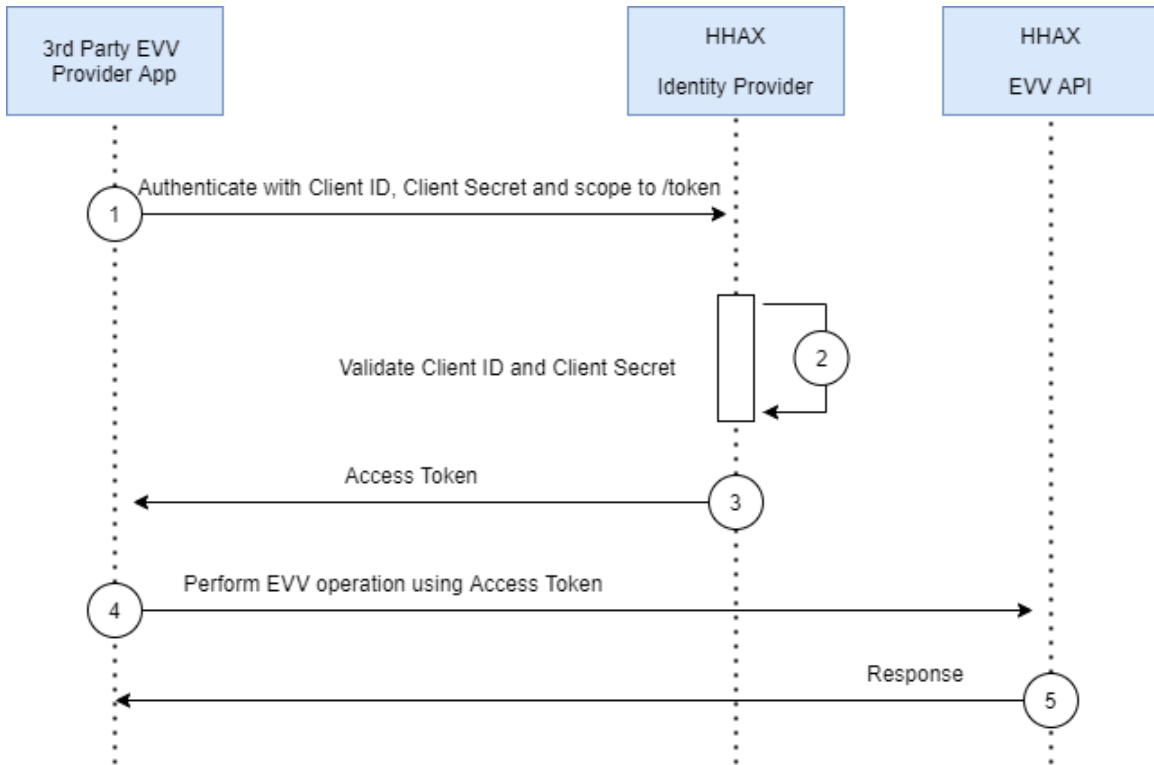 3rd Party EVV
Provider App
HHAX
Identity Provider
HHAX
EVV API
Authenticate with Client ID, Client Secret and scope to /token
1
Validate Client ID and Client Secret
2
Access Token
3
Perform EVV operation using Access Token
4
Response
5